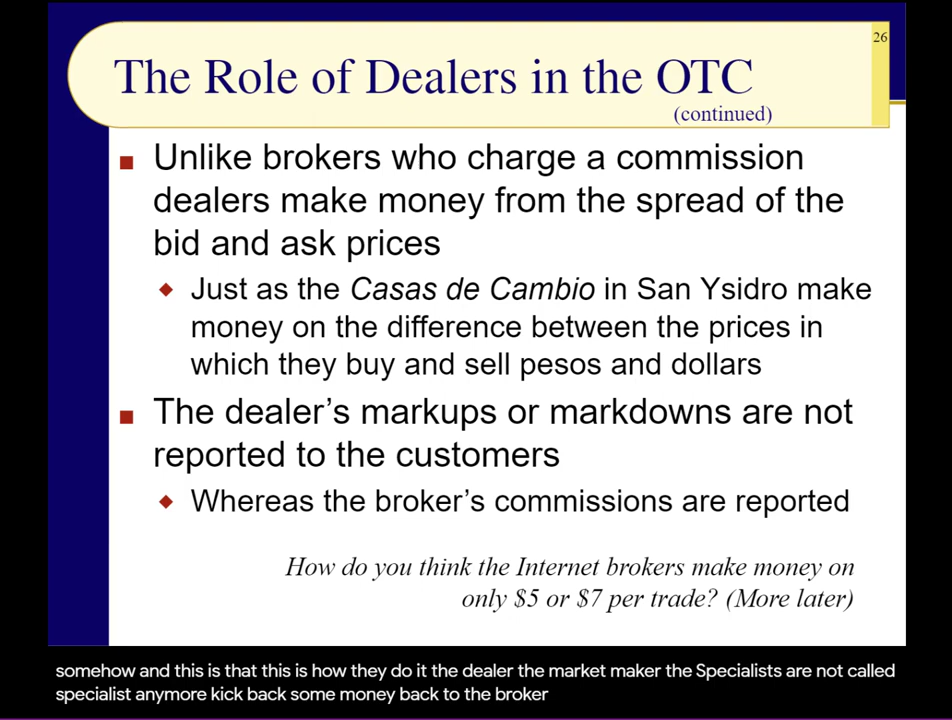 26
The Role of Dealers in the OTC
(continued)
Unlike brokers who charge a commission
dealers make money from the spread of the
bid and ask prices
Just as the Casas de Cambio in San Ysidro make
money on the difference between the prices in
which they buy and sell pesos and dollars
The dealer's markups or markdowns are not
reported to the customers
Whereas the broker's commissions are reported
How do you think the Internet brokers make money on
only $5 or $7 per trade? (More later)
somehow and this is that this is how they do it the dealer the market maker the Specialists are not called
specialist anymore kick back some money back to the broker